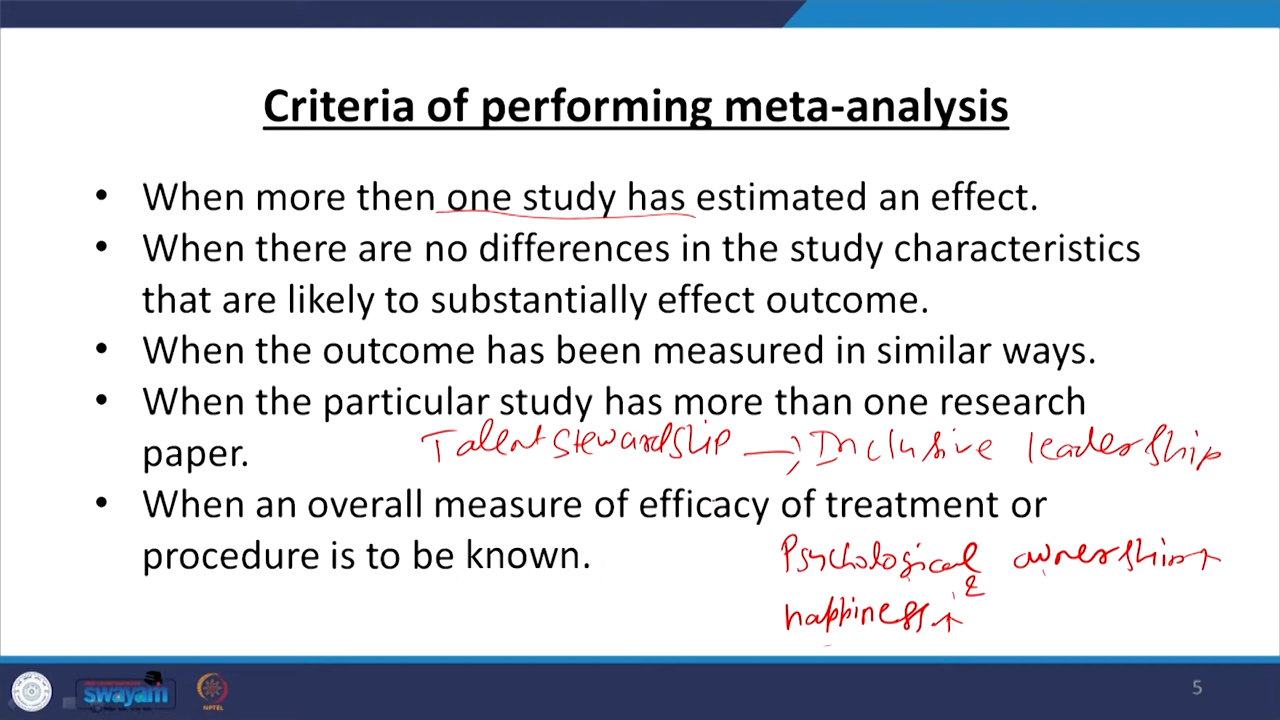 Criteria of performing meta-analysis
• When more then one study has estimated an effect.
• When there are no differences in the study characteristics
that are likely to substantially effect outcome.
• When the outcome has been measured in similar ways.
• When the particular study has more than one research
paper.
Talent stewardship → Inclusive leadership
• When an overall measure of efficacy of treatment or
procedure is to be known.
Psychological ownership ↑
&
happiness ↑
swayam
NPTEL
5